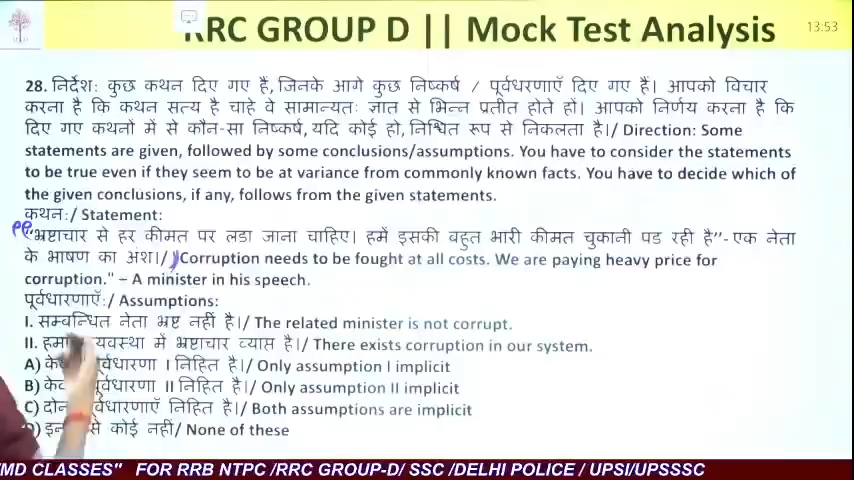 RRC GROUP D || Mock Test Analysis
13:53
28. निर्देश: कुछ कथन दिए गए हैं, जिनके आगे कुछ निष्कर्ष / पूर्वधारणाएँ दिए गए हैं। आपको विचार
करना है कि कथन सत्य है चाहे वे सामान्यतः ज्ञात से भिन्न प्रतीत होते हों। आपको निर्णय करना है कि
दिए गए कथनों में से कौन-सा निष्कर्ष, यदि कोई हो, निश्चित रूप से निकलता है।/ Direction: Some
statements are given, followed by some conclusions/assumptions. You have to consider the statements
to be true even if they seem to be at variance from commonly known facts. You have to decide which of
the given conclusions, if any, follows from the given statements.
कथन:/ Statement:
“भ्रष्टाचार से हर कीमत पर लडा जाना चाहिए। हमें इसकी बहुत भारी कीमत चुकानी पड रही है”- एक नेता
के भाषण का अंश।/ Corruption needs to be fought at all costs. We are paying heavy price for
corruption." – A minister in his speech.
पूर्वधारणाएँ:/ Assumptions:
I. सम्बन्धित नेता भ्रष्ट नहीं है।/ The related minister is not corrupt.
II. में भ्रष्टाचार व्याप्त है।/ There exists corruption in our system.
A) I निहित है।/ Only assumption I implicit
B) पूर्वधारणा II निहित है।/ Only assumption II implicit
C) पूर्वधारणाएँ निहित है।/ Both assumptions are implicit
से कोई नहीं/ None of these
MD CLASSES" FOR RRB NTPC /RRC GROUP-D/ SSC /DELHI POLICE / UPSI/UPSSSC